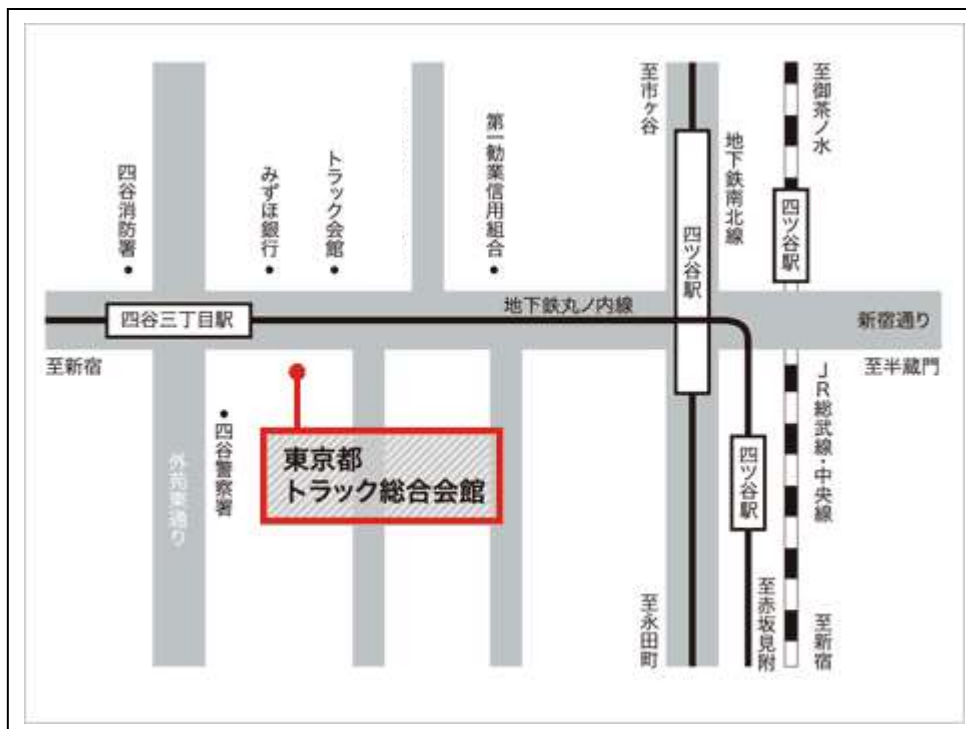 四谷消防署
みずほ銀行
トラック会館
第一勧業信用組合
至市ヶ谷
四ツ谷駅
地下鉄南北線
至御茶ノ水
四ツ谷駅
四谷三丁目駅
地下鉄丸ノ内線
新宿通り
至新宿
至半蔵門
四谷警察署
外苑東通り
東京都
トラック総合会館
四ツ谷駅
JR総武線・中央線
至永田町
至赤坂見附
至新宿